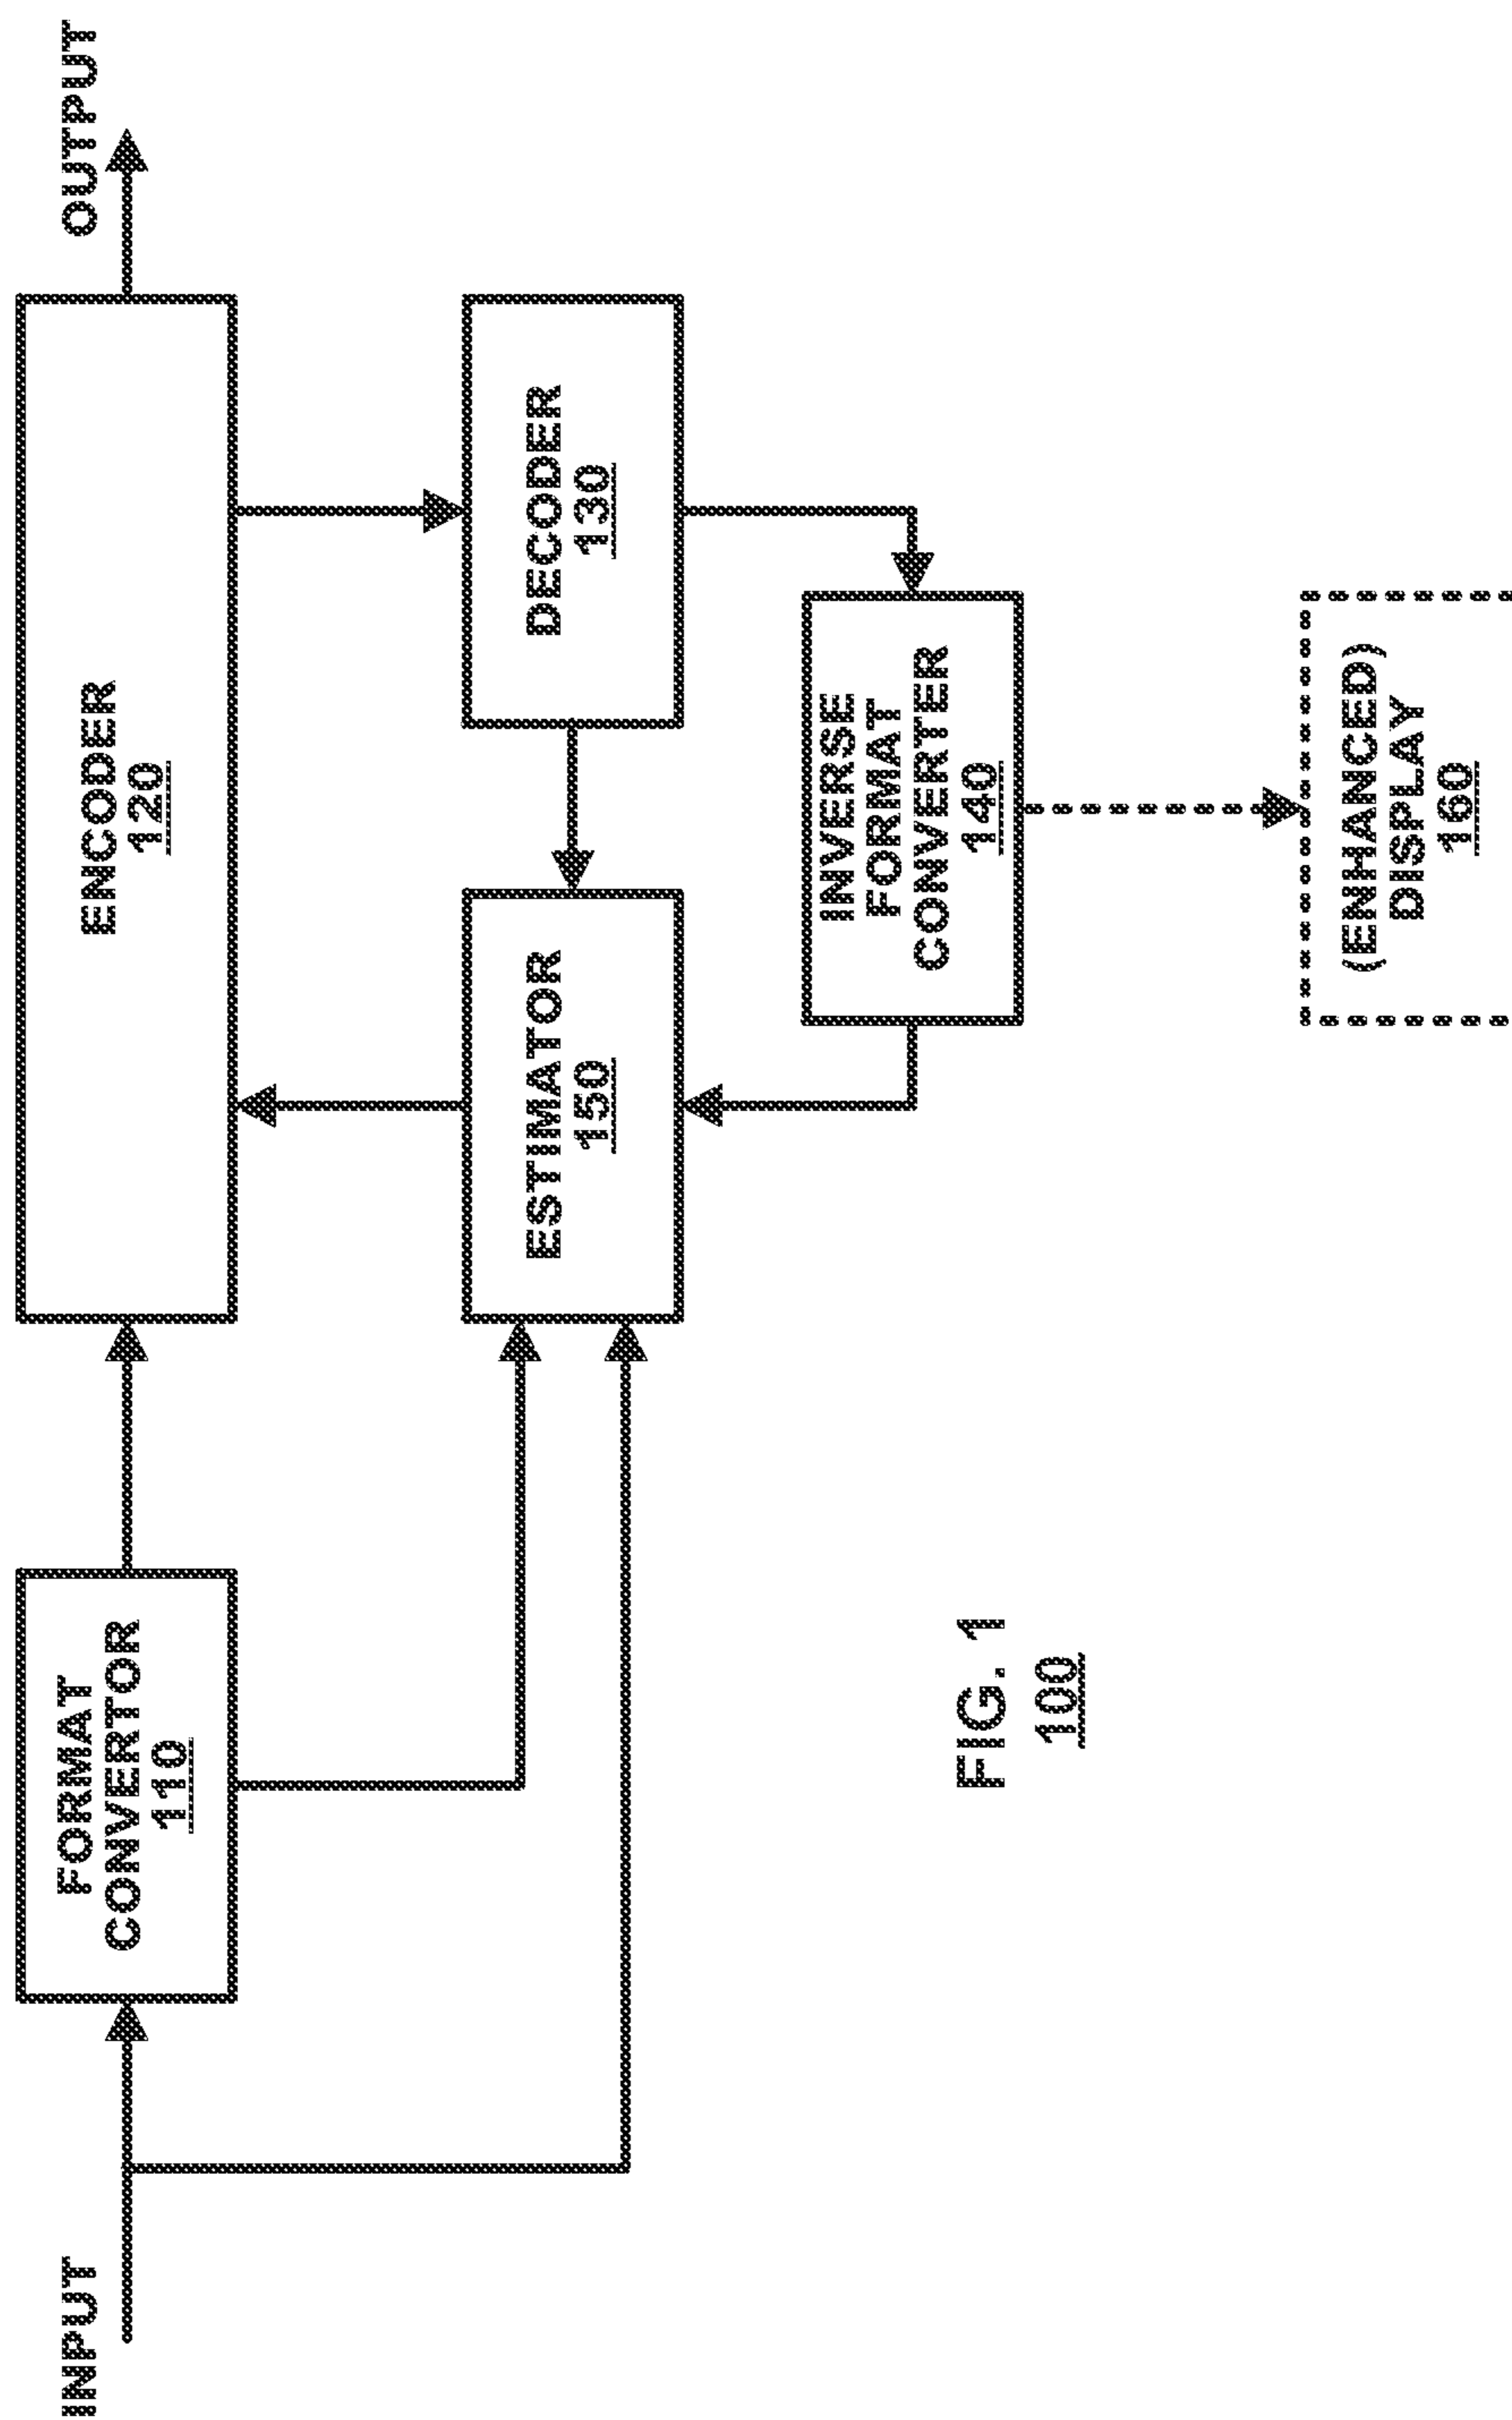 INPUT
FORMAT
CONVERTOR
110
ENCODER
120
OUTPUT
ESTIMATOR
150
DECODER
130
INVERSE
FORMAT
CONVERTER
140
(ENHANCED)
DISPLAY
160
FIG. 1
100